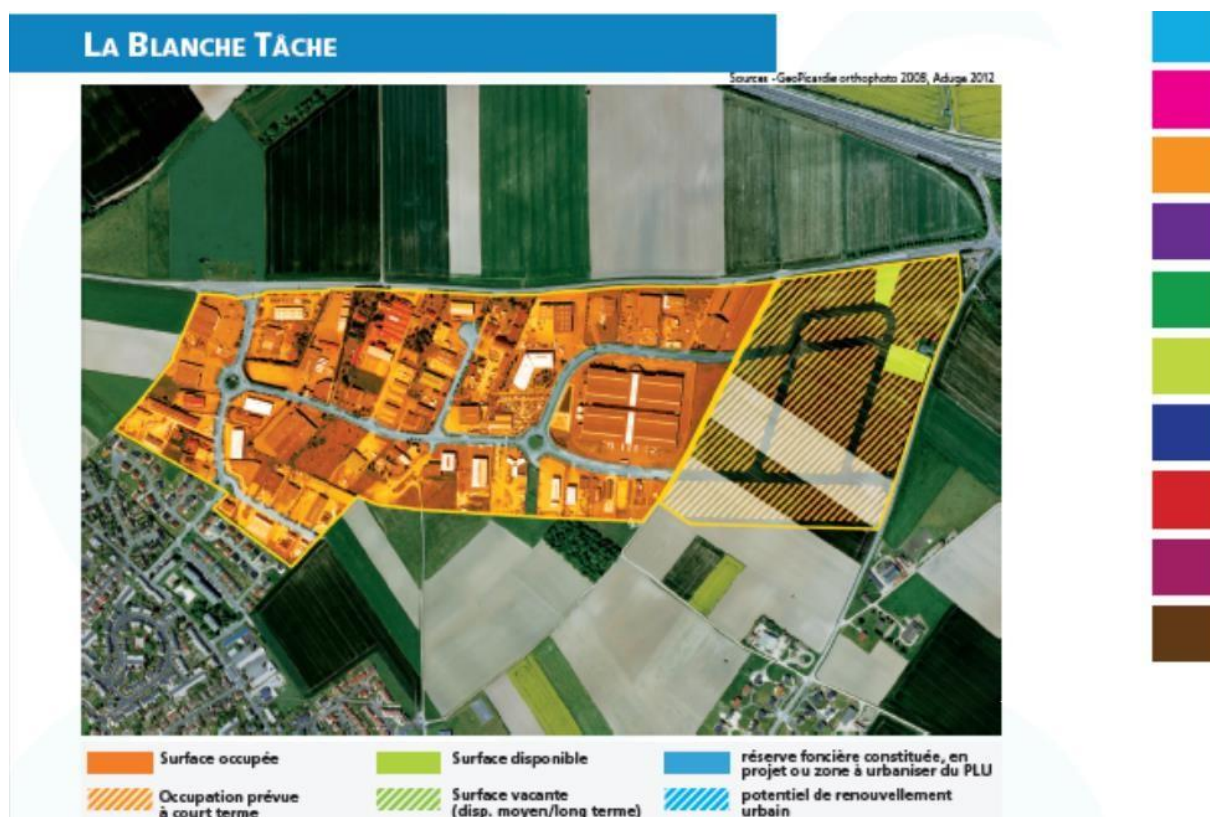 LA BLANCHE TÂCHE
Sources - GeoPicardie orthophoto 2008, Aduga 2012
Surface occupée
Surface disponible
réserve foncière constituée, en
projet ou zone à urbaniser du PLU
Occupation prévue
à court terme
Surface vacante
(disp. moyen/long terme)
potentiel de renouvellement
urbain